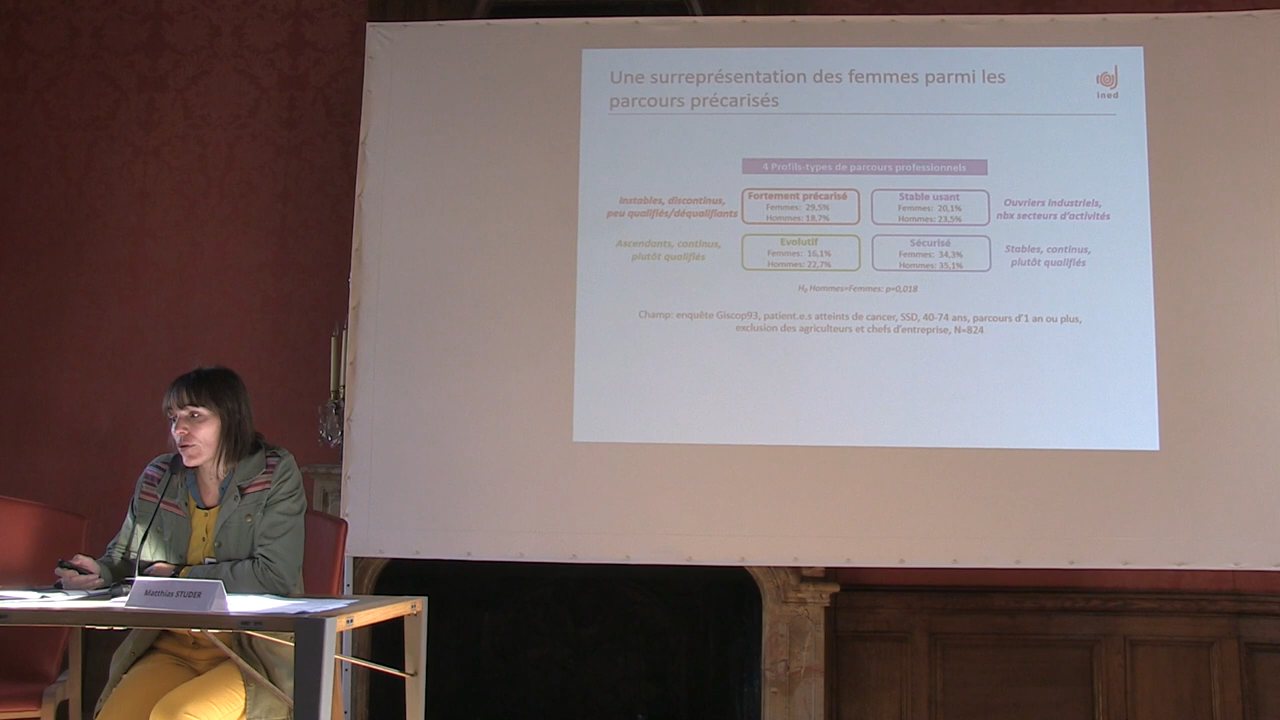 Une surreprésentation des femmes parmi les
parcours précarisés
ined
4 Profils-types de parcours professionnels
Instables, discontinus,
peu qualifiés/déqualifiants
Fortement précarisé
Femmes: 29,5%
Hommes: 18,7%
Stable usant
Femmes: 20,1%
Hommes: 23,5%
Ouvriers industriels,
nbx secteurs d'activités
Ascendants, continus,
plutôt qualifiés
Evolutif
Femmes: 16,1%
Hommes: 22,7%
Sécurisé
Femmes: 34,3%
Hommes: 35,1%
Stables, continus,
plutôt qualifiés
H₀ Hommes=Femmes: p=0,018
Champ: enquête Giscop93, patient.e.s atteints de cancer, SSD, 40-74 ans, parcours d'1 an ou plus,
exclusion des agriculteurs et chefs d'entreprise, N=824
Matthias STUDER